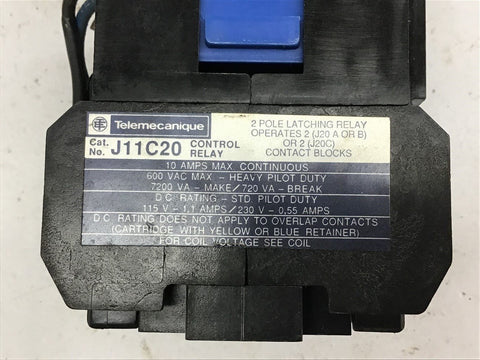 TE Telemecanique
Cat. No. J11C20 CONTROL RELAY
2 POLE LATCHING RELAY
OPERATES 2 (J20 A OR B)
OR 2 (J20C)
CONTACT BLOCKS
10 AMPS MAX CONTINUOUS
600 VAC MAX – HEAVY PILOT DUTY
7200 VA – MAKE/720 VA – BREAK
D.C. RATING – STD PILOT DUTY
115 V – 1.1 AMPS/230 V – 0.55 AMPS
D C RATING DOES NOT APPLY TO OVERLAP CONTACTS
(CARTRIDGE WITH YELLOW OR BLUE RETAINER)
FOR COIL VOLTAGE SEE COIL